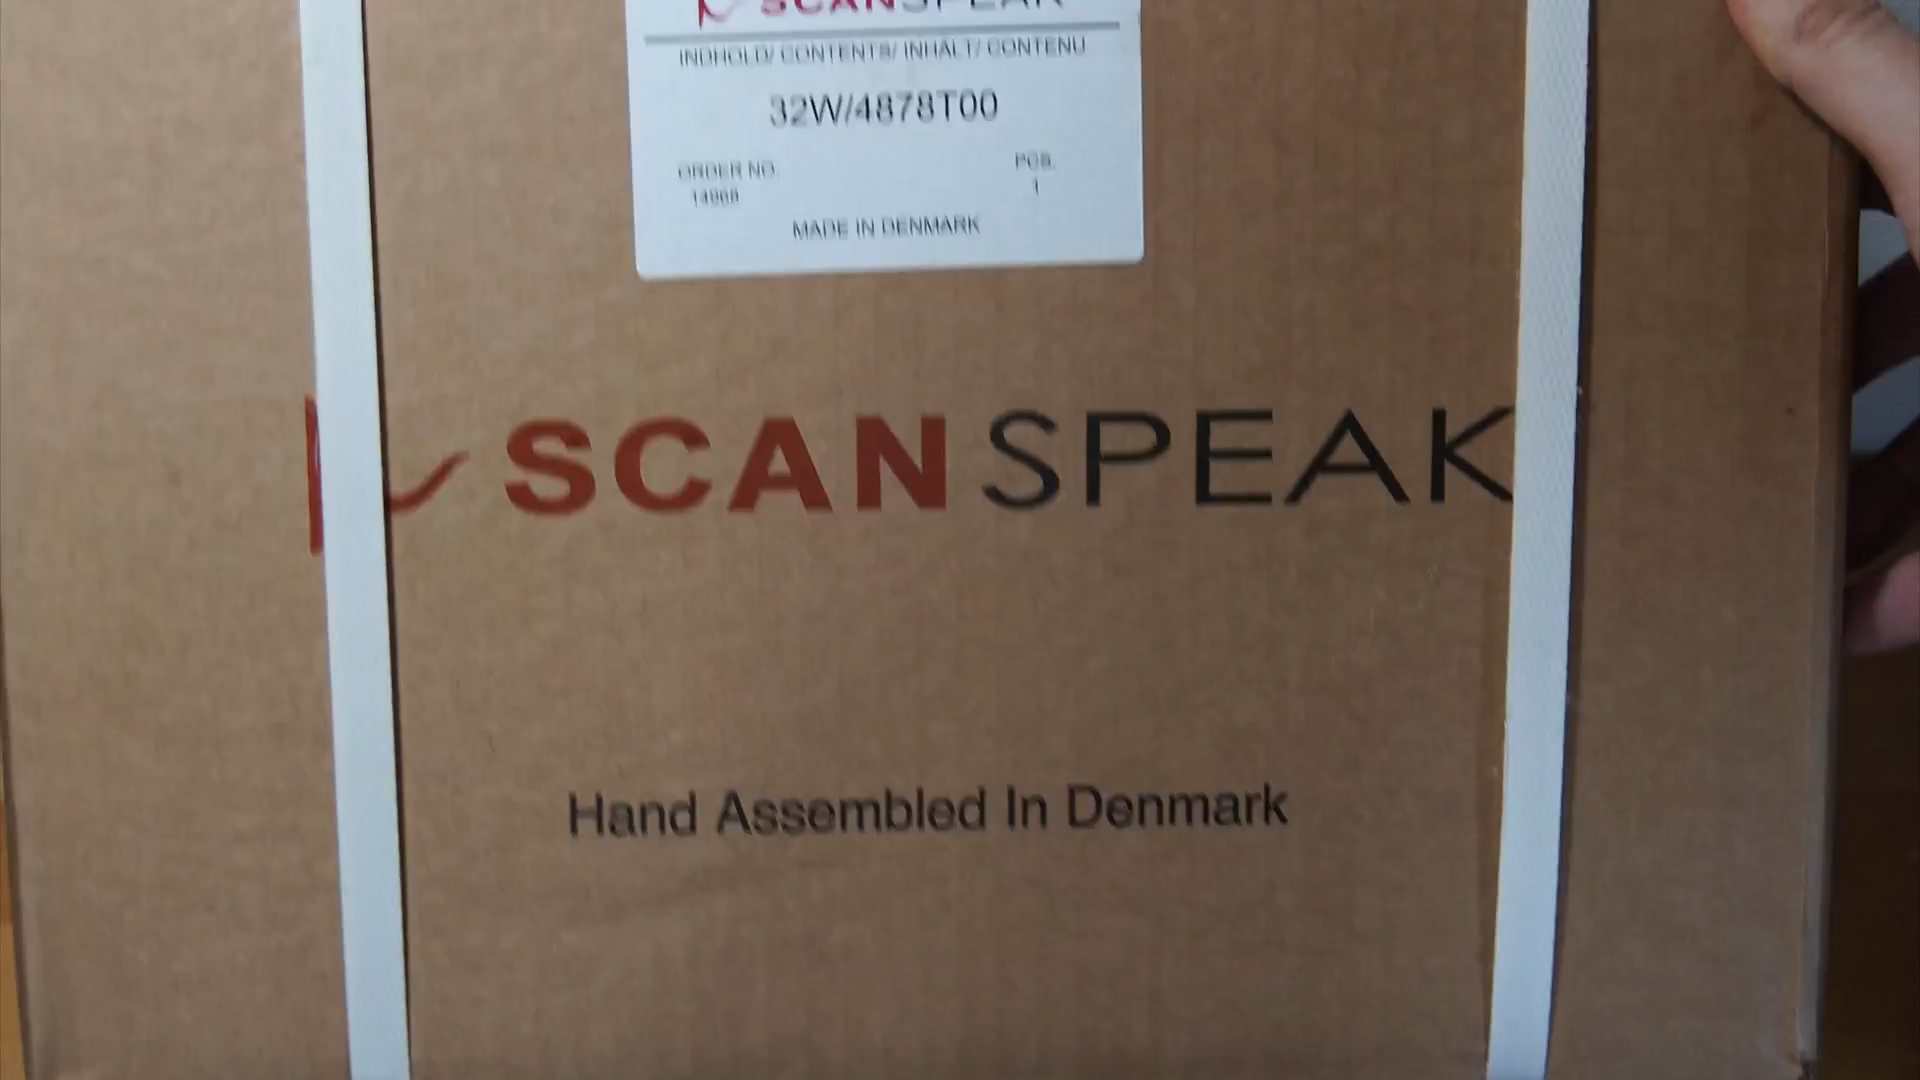 SCANSPEAK
INDHOLD/ CONTENTS/ INHALT/ CONTENU
32W/4878T00
ORDER NO. PCS.
14868 1
MADE IN DENMARK
SCANSPEAK
Hand Assembled In Denmark